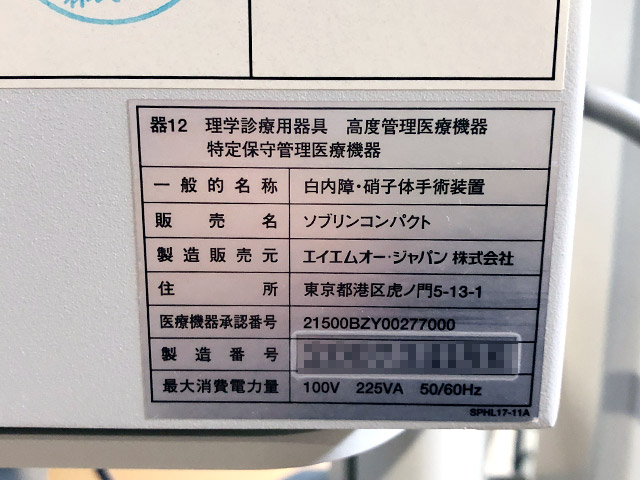 器12 理学診療用器具 高度管理医療機器
特定保守管理医療機器
一般的名称 白内障・硝子体手術装置
販売名 ソブリンコンパクト
製造販売元 エイエムオー・ジャパン 株式会社
住所 東京都港区虎ノ門5-13-1
医療機器承認番号 21500BZY00277000
製造番号
最大消費電力量 100V 225VA 50/60Hz
SPHL17-11A